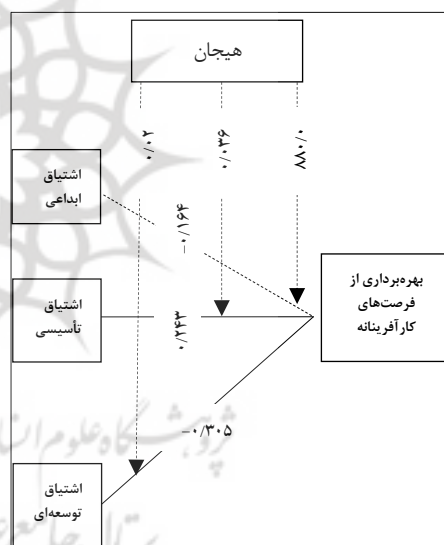 هیجان
۸۸۰/۰
۰/۰۳۶
۰/۰۲
اشتیاق
ابداعی
-۰/۱۶۴
بهره‌برداری از
فرصت‌های
کارآفرینانه
اشتیاق
تأسیسی
۰/۲۴۳
-۰/۳۰۵
اشتیاق
توسعه‌ای